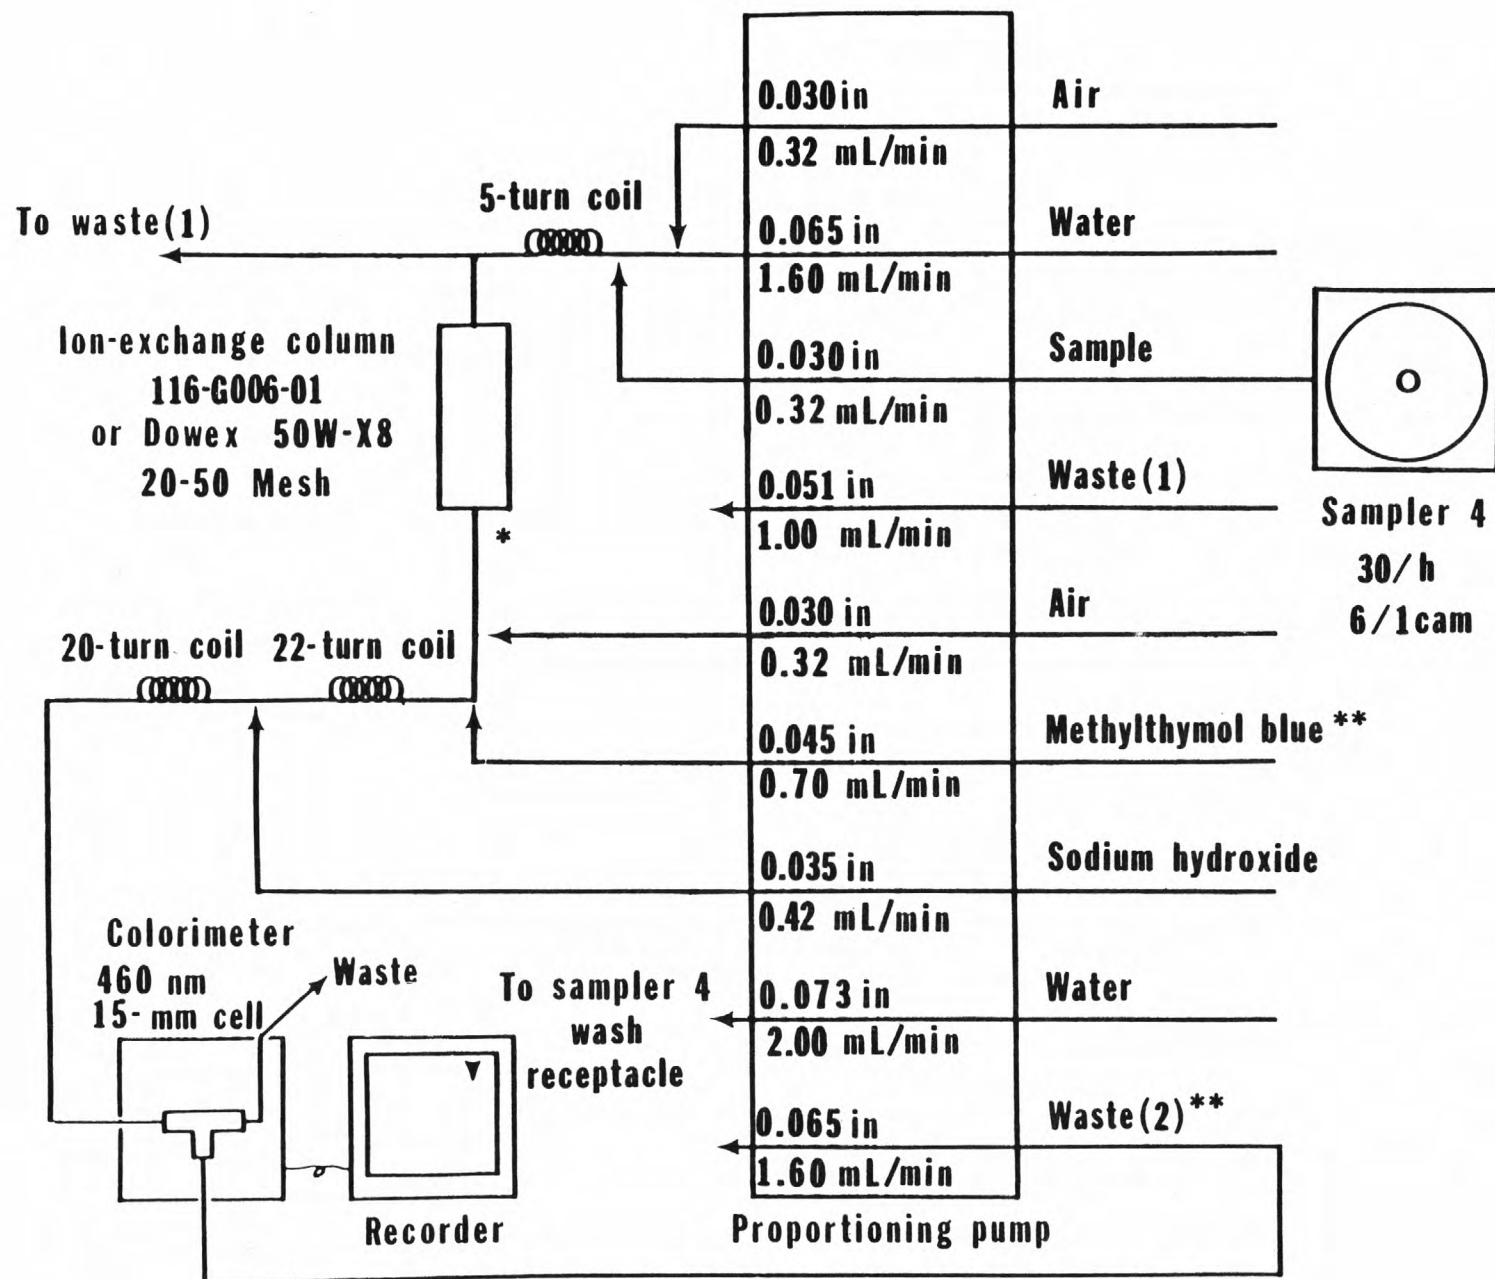 0.030 in
Air
0.32 mL/min
5-turn coil
To waste(1)
0.065 in
Water
1.60 mL/min
Ion-exchange column
116-G006-01
or Dowex 50W-X8
20-50 Mesh
*
0.030 in
Sample
0.32 mL/min
0.051 in
Waste(1)
1.00 mL/min
Sampler 4
30/h
6/1cam
0.030 in
Air
0.32 mL/min
20-turn coil
22-turn coil
0.045 in
Methylthymol blue**
0.70 mL/min
0.035 in
Sodium hydroxide
0.42 mL/min
Colorimeter
460 nm
15-mm cell
Waste
To sampler 4
wash
receptacle
0.073 in
Water
2.00 mL/min
0.065 in
Waste(2)**
1.60 mL/min
Recorder
Proportioning pump